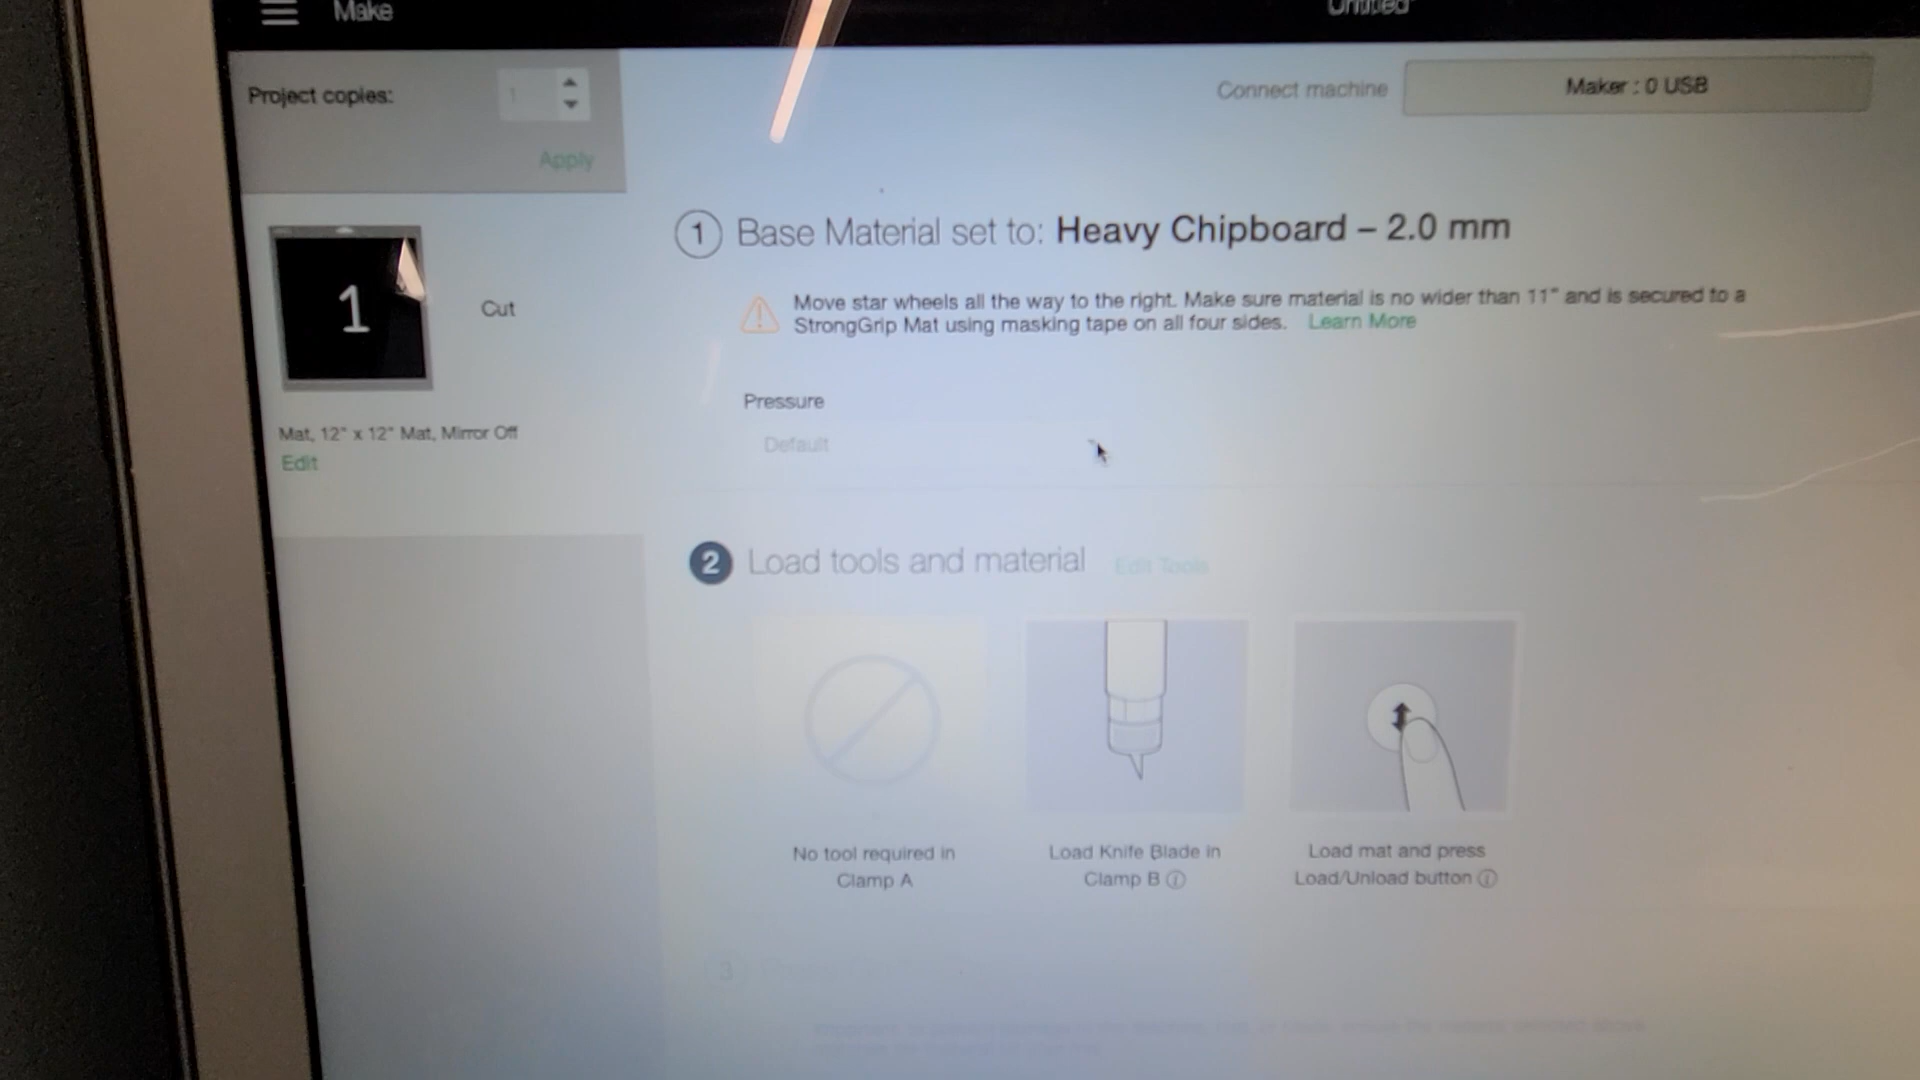 Make
Untitled*
Project copies:
1
Apply
Connect machine
Maker : 0 USB
1
Cut
Mat, 12" x 12" Mat, Mirror Off
Edit
1 Base Material set to: Heavy Chipboard – 2.0 mm
Move star wheels all the way to the right. Make sure material is no wider than 11" and is secured to a
StrongGrip Mat using masking tape on all four sides. Learn More
Pressure
Default
2 Load tools and material Edit Tools
No tool required in
Clamp A
Load Knife Blade in
Clamp B
Load mat and press
Load/Unload button
3